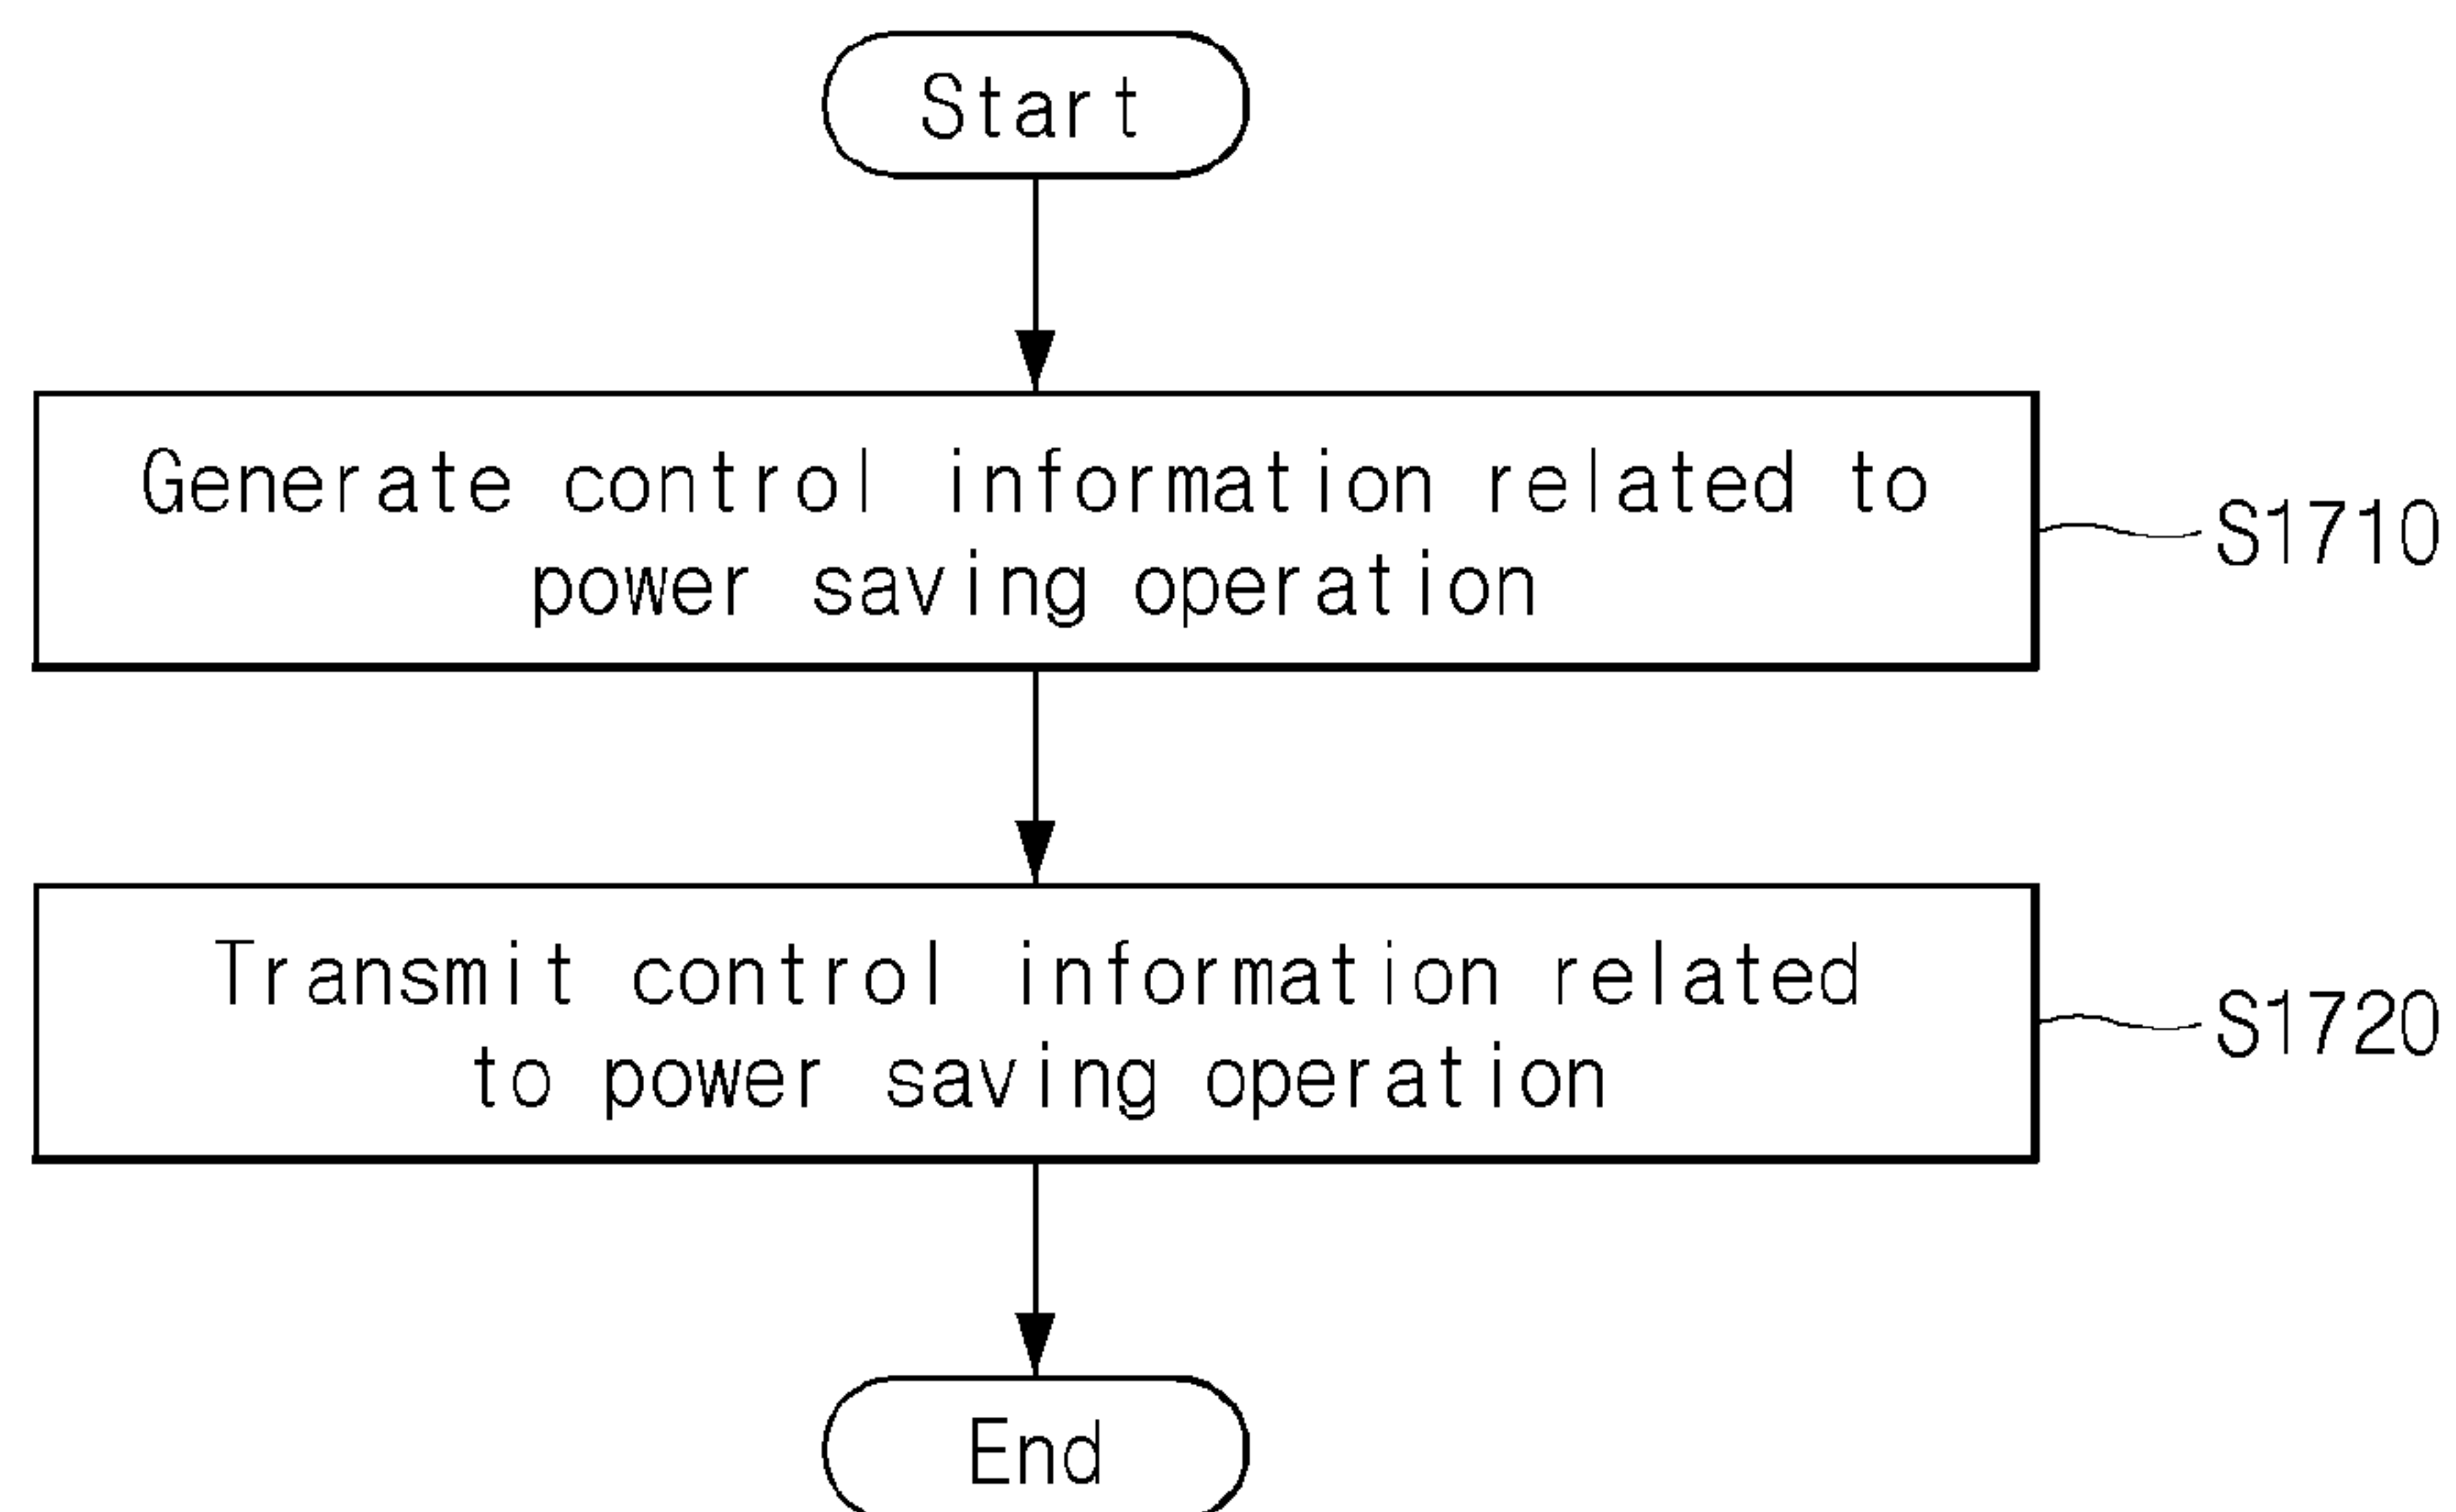 Start
Generate control information related to
power saving operation
S1710
Transmit control information related
to power saving operation
S1720
End